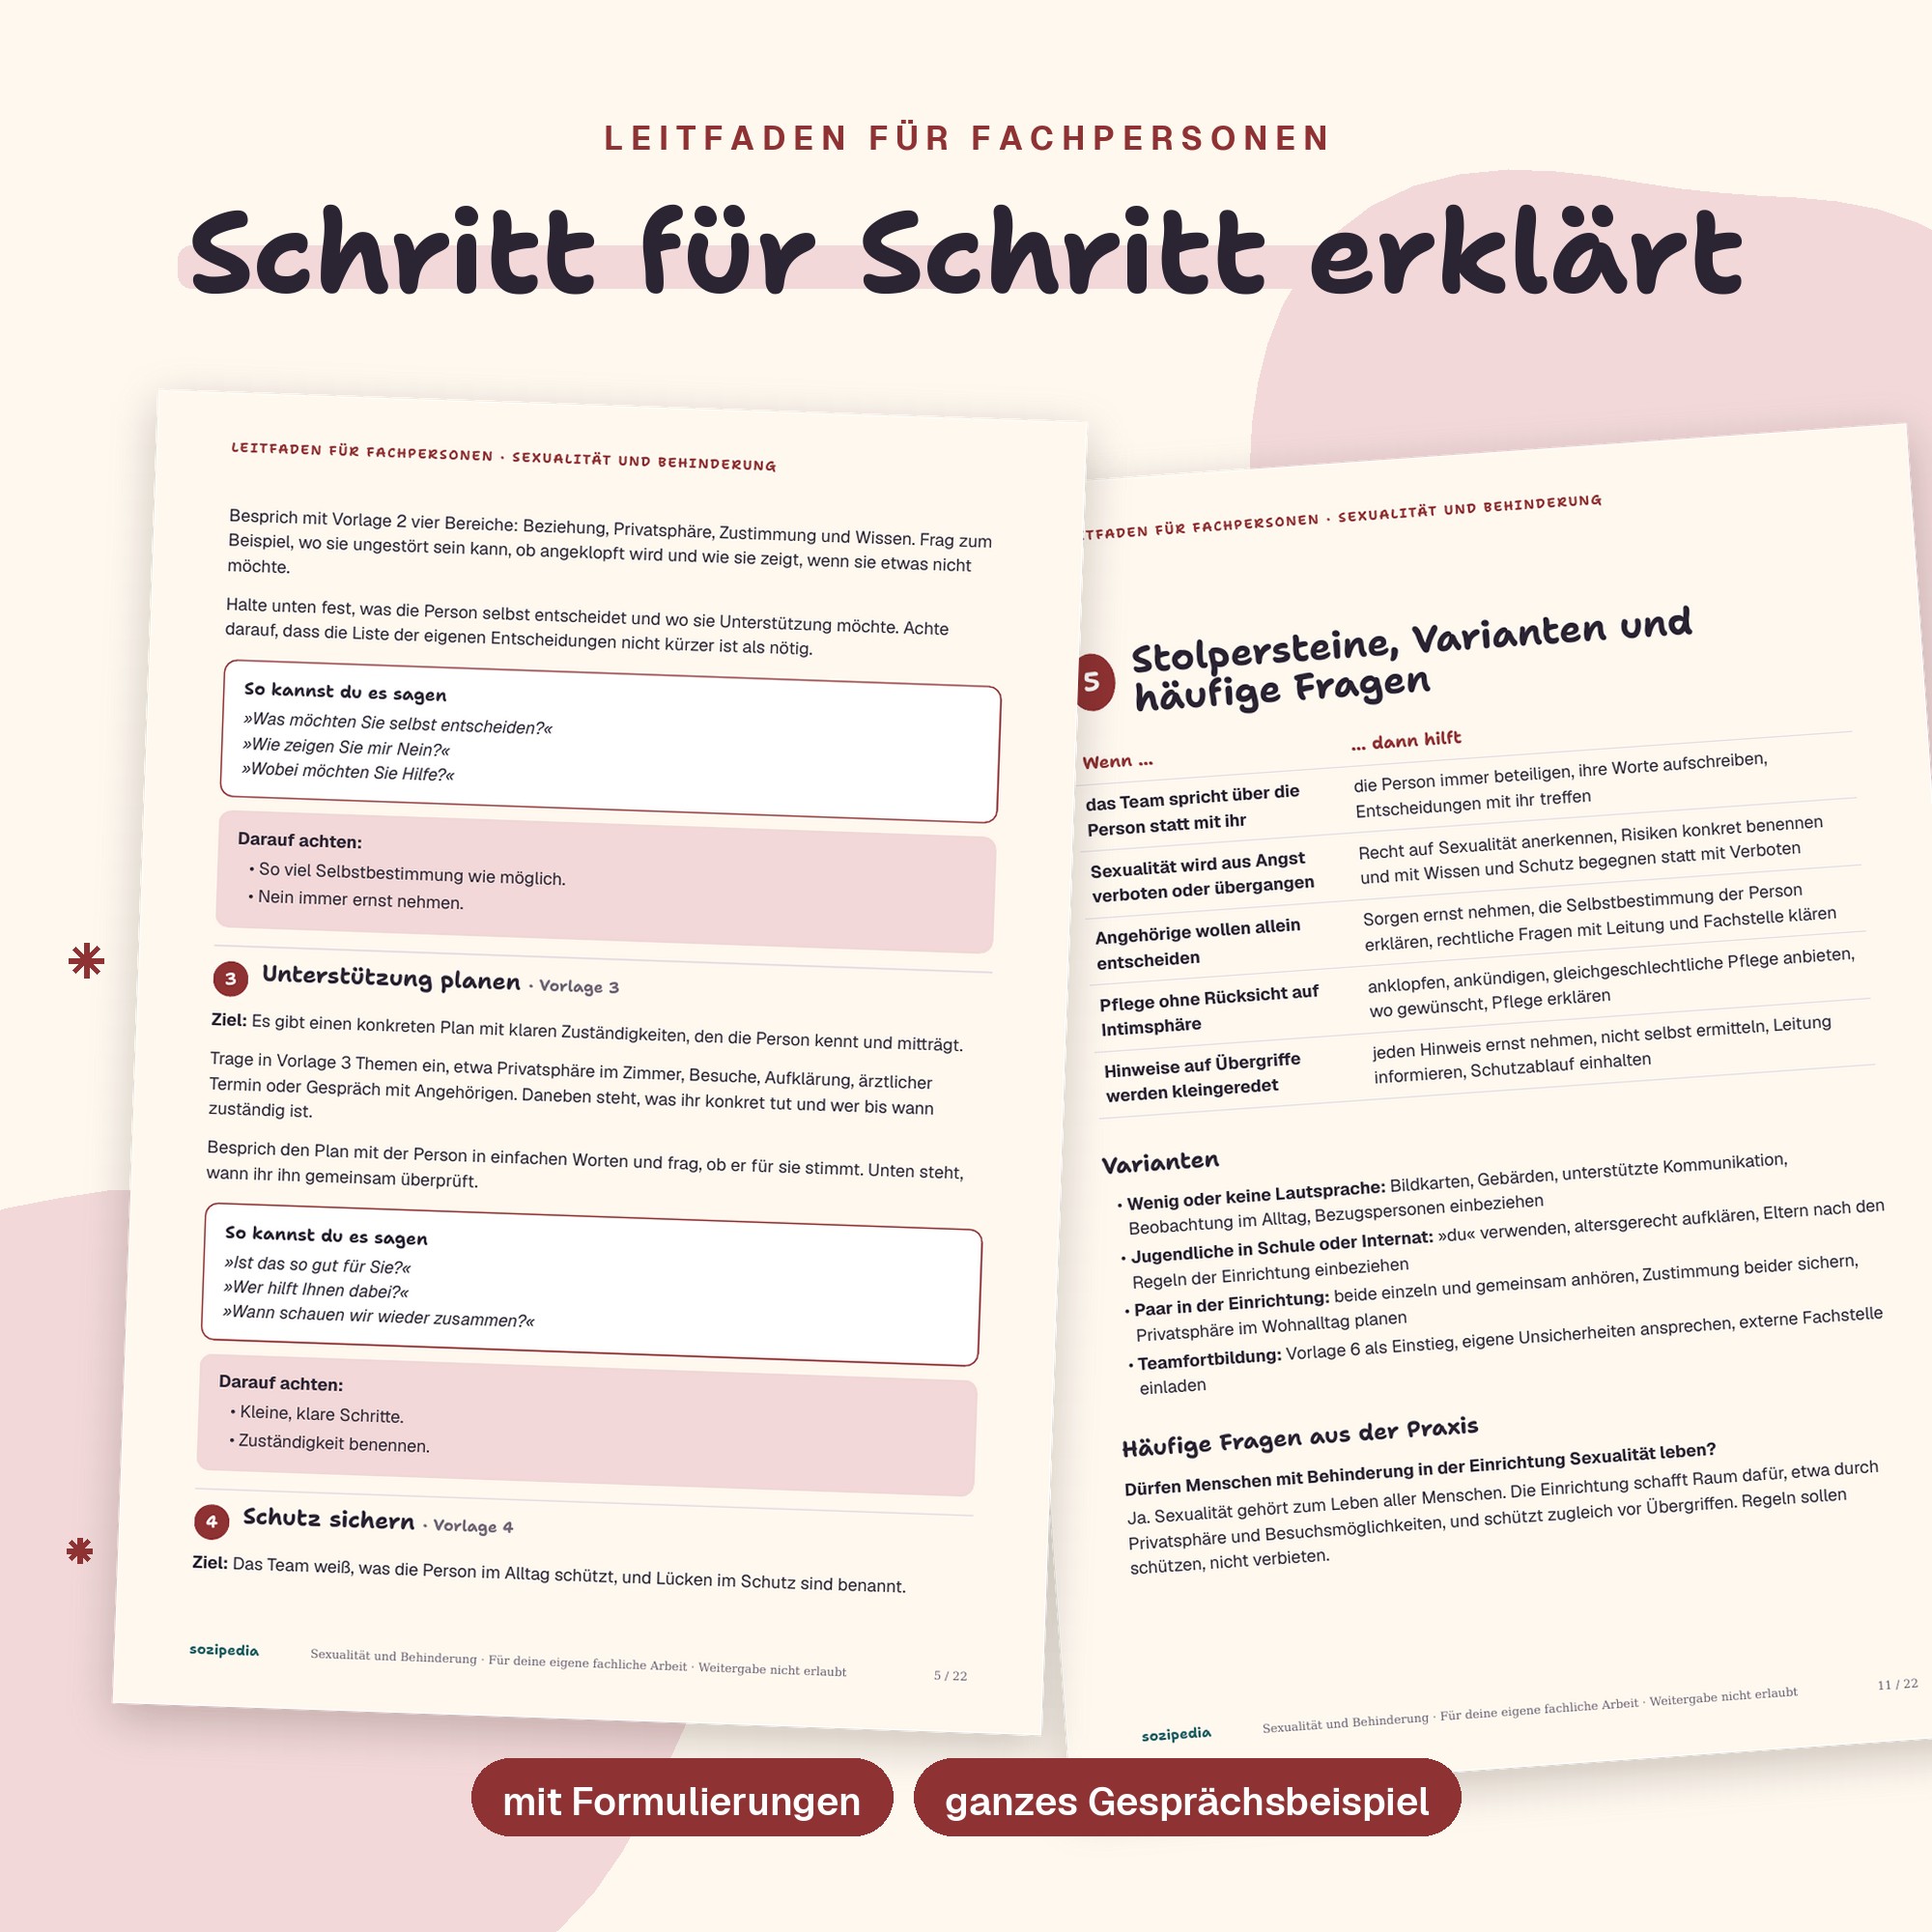 LEITFADEN FÜR FACHPERSONEN
Schritt für Schritt erklärt
LEITFADEN FÜR FACHPERSONEN · SEXUALITÄT UND BEHINDERUNG
Besprich mit Vorlage 2 vier Bereiche: Beziehung, Privatsphäre, Zustimmung und Wissen. Frag zum
Beispiel, wo sie ungestört sein kann, ob angeklopft wird und wie sie zeigt, wenn sie etwas nicht
möchte.
Halte unten fest, was die Person selbst entscheidet und wo sie Unterstützung möchte. Achte
darauf, dass die Liste der eigenen Entscheidungen nicht kürzer ist als nötig.
So kannst du es sagen
»Was möchten Sie selbst entscheiden?«
»Wie zeigen Sie mir Nein?«
»Wobei möchten Sie Hilfe?«
Darauf achten:
• So viel Selbstbestimmung wie möglich.
• Nein immer ernst nehmen.
3 Unterstützung planen · Vorlage 3
Ziel: Es gibt einen konkreten Plan mit klaren Zuständigkeiten, den die Person kennt und mitträgt.
Trage in Vorlage 3 Themen ein, etwa Privatsphäre im Zimmer, Besuche, Aufklärung, ärztlicher
Termin oder Gespräch mit Angehörigen. Daneben steht, was ihr konkret tut und wer bis wann
zuständig ist.
Besprich den Plan mit der Person in einfachen Worten und frag, ob er für sie stimmt. Unten steht,
wann ihr ihn gemeinsam überprüft.
So kannst du es sagen
»Ist das so gut für Sie?«
»Wer hilft Ihnen dabei?«
»Wann schauen wir wieder zusammen?«
Darauf achten:
• Kleine, klare Schritte.
• Zuständigkeit benennen.
4 Schutz sichern · Vorlage 4
Ziel: Das Team weiß, was die Person im Alltag schützt, und Lücken im Schutz sind benannt.
sozipedia Sexualität und Behinderung · Für deine eigene fachliche Arbeit · Weitergabe nicht erlaubt 5 / 22
TFADEN FÜR FACHPERSONEN · SEXUALITÄT UND BEHINDERUNG
5 Stolpersteine, Varianten und
häufige Fragen
Wenn ... ... dann hilft
das Team spricht über die
Person statt mit ihr
die Person immer beteiligen, ihre Worte aufschreiben,
Entscheidungen mit ihr treffen
Sexualität wird aus Angst
verboten oder übergangen
Recht auf Sexualität anerkennen, Risiken konkret benennen
und mit Wissen und Schutz begegnen statt mit Verboten
Angehörige wollen allein
entscheiden
Sorgen ernst nehmen, die Selbstbestimmung der Person
erklären, rechtliche Fragen mit Leitung und Fachstelle klären
Pflege ohne Rücksicht auf
Intimsphäre
anklopfen, ankündigen, gleichgeschlechtliche Pflege anbieten,
wo gewünscht, Pflege erklären
Hinweise auf Übergriffe
werden kleingeredet
jeden Hinweis ernst nehmen, nicht selbst ermitteln, Leitung
informieren, Schutzablauf einhalten
Varianten
• Wenig oder keine Lautsprache: Bildkarten, Gebärden, unterstützte Kommunikation,
Beobachtung im Alltag, Bezugspersonen einbeziehen
• Jugendliche in Schule oder Internat: »du« verwenden, altersgerecht aufklären, Eltern nach den
Regeln der Einrichtung einbeziehen
• Paar in der Einrichtung: beide einzeln und gemeinsam anhören, Zustimmung beider sichern,
Privatsphäre im Wohnalltag planen
• Teamfortbildung: Vorlage 6 als Einstieg, eigene Unsicherheiten ansprechen, externe Fachstelle
einladen
Häufige Fragen aus der Praxis
Dürfen Menschen mit Behinderung in der Einrichtung Sexualität leben?
Ja. Sexualität gehört zum Leben aller Menschen. Die Einrichtung schafft Raum dafür, etwa durch
Privatsphäre und Besuchsmöglichkeiten, und schützt zugleich vor Übergriffen. Regeln sollen
schützen, nicht verbieten.
sozipedia Sexualität und Behinderung · Für deine eigene fachliche Arbeit · Weitergabe nicht erlaubt 11 / 22
mit Formulierungen
ganzes Gesprächsbeispiel